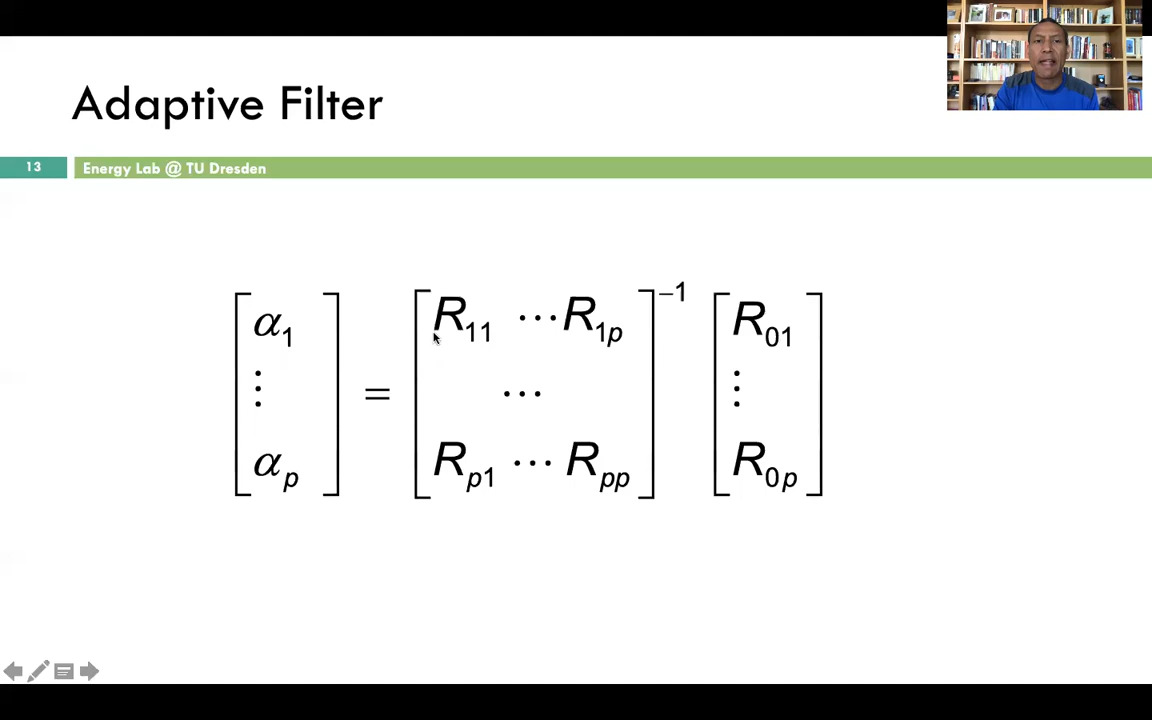 Adaptive Filter
13
Energy Lab @ TU Dresden
α₁ R₁₁ ⋯ R₁ₚ −1 R₀₁
⋮ = ⋯ ⋮
αₚ Rₚ₁ ⋯ Rₚₚ R₀ₚ